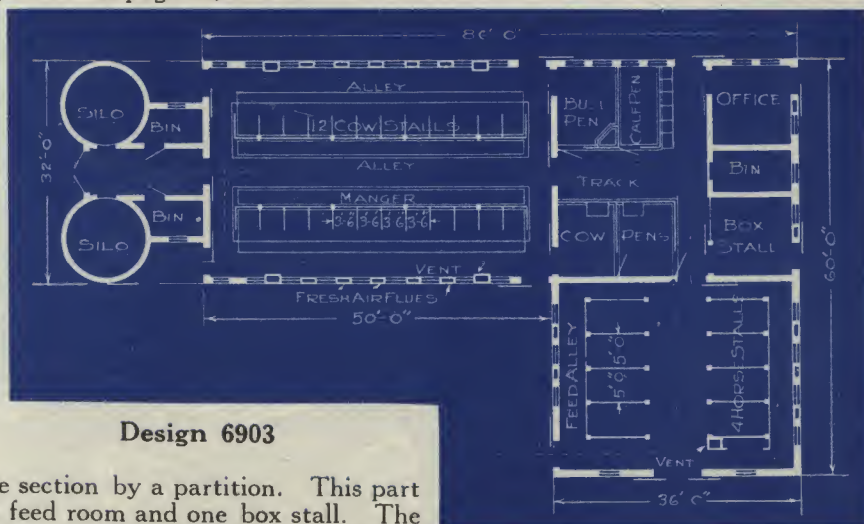 86'-0"
ALLEY
SILO
BIN
12 COW STALLS
BULL PEN
CALF PEN
OFFICE
32'-0"
ALLEY
TRACK
BIN
MANGER
BIN
3'-6" 3'-6" 3'-6" 3'-6"
COW PENS
BOX STALL
SILO
VENT
60'-0"
FRESH AIR FLUES
50'-0"
FEED ALLEY
5'-0" 5'-0"
4 HORSE STALLS
VENT
36'-0"
Design 6903
section by a partition. This part
feed room and one box stall. The